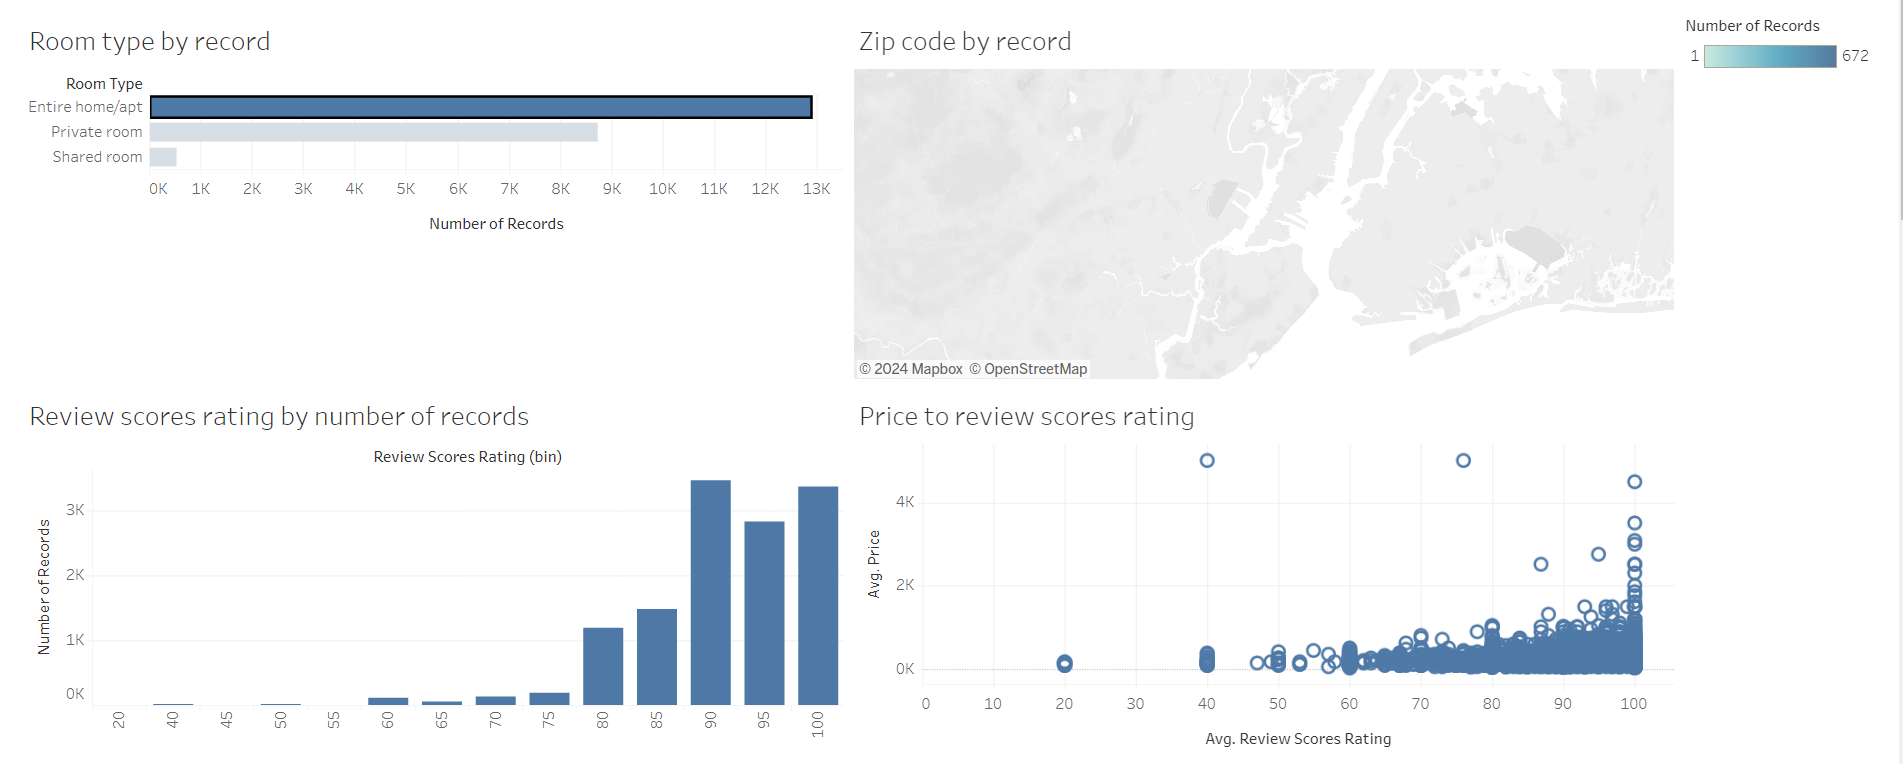 Room type by record
Room Type
Entire home/apt
Private room
Shared room
0K 1K 2K 3K 4K 5K 6K 7K 8K 9K 10K 11K 12K 13K
Number of Records
Zip code by record
© 2024 Mapbox © OpenStreetMap
Number of Records
1 672
Review scores rating by number of records
Review Scores Rating (bin)
Number of Records
3K
2K
1K
0K
20 40 45 50 55 60 65 70 75 80 85 90 95 100
Price to review scores rating
Avg. Price
4K
2K
0K
0 10 20 30 40 50 60 70 80 90 100
Avg. Review Scores Rating